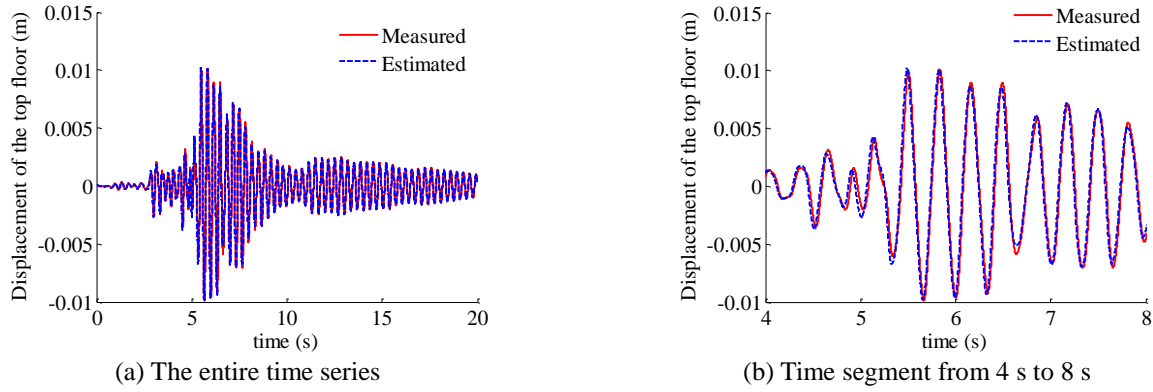 0.015
0.01
0.005
0
-0.005
-0.01
Displacement of the top floor (m)
Measured
Estimated
0 5 10 15 20
time (s)
(a) The entire time series
0.015
0.01
0.005
0
-0.005
-0.01
Displacement of the top floor (m)
Measured
Estimated
4 5 6 7 8
time (s)
(b) Time segment from 4 s to 8 s